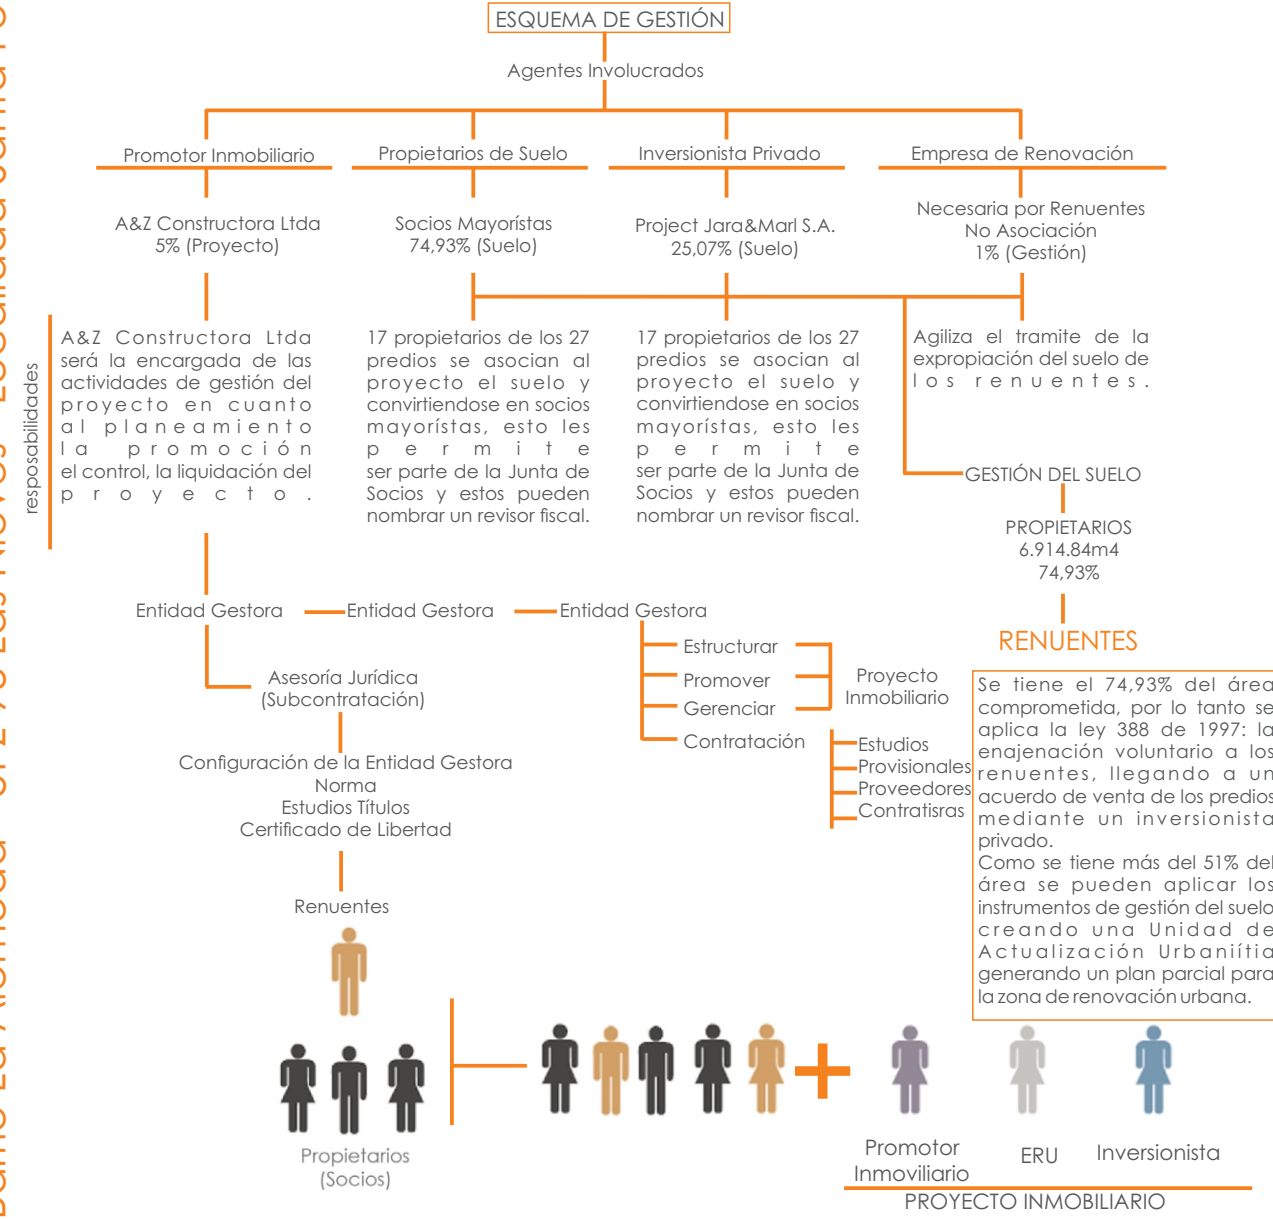 ESQUEMA DE GESTIÓN
Agentes Involucrados
Promotor Inmobiliario
Propietarios de Suelo
Inversionista Privado
Empresa de Renovación
A&Z Constructora Ltda
5% (Proyecto)
Socios Mayorístas
74,93% (Suelo)
Project Jara&Marl S.A.
25,07% (Suelo)
Necesaria por Renuentes
No Asociación
1% (Gestión)
resposabilidades
A&Z Constructora Ltda
será la encargada de las
actividades de gestión del
proyecto en cuanto
al planeamiento
la promoción
el control, la liquidación del
proyecto.
17 propietarios de los 27
predios se asocian al
proyecto el suelo y
convirtiendose en socios
mayorístas, esto les
permite
ser parte de la Junta de
Socios y estos pueden
nombrar un revisor fiscal.
17 propietarios de los 27
predios se asocian al
proyecto el suelo y
convirtiendose en socios
mayorístas, esto les
permite
ser parte de la Junta de
Socios y estos pueden
nombrar un revisor fiscal.
Agiliza el tramite de la
expropiación del suelo de
los renuentes.
GESTIÓN DEL SUELO
PROPIETARIOS
6.914.84m4
74,93%
RENUENTES
Se tiene el 74,93% del área
comprometida, por lo tanto se
aplica la ley 388 de 1997: la
enajenación voluntario a los
renuentes, llegando a un
acuerdo de venta de los predios
mediante un inversionista
privado.
Como se tiene más del 51% del
área se pueden aplicar los
instrumentos de gestión del suelo
creando una Unidad de
Actualización Urbaniítia
generando un plan parcial para
la zona de renovación urbana.
Entidad Gestora
Entidad Gestora
Entidad Gestora
Estructurar
Promover
Gerenciar
Contratación
Proyecto
Inmobiliario
Estudios
Provisionales
Proveedores
Contratisras
Asesoría Jurídica
(Subcontratación)
Configuración de la Entidad Gestora
Norma
Estudios Títulos
Certificado de Libertad
Renuentes
Propietarios
(Socios)
Promotor
Inmoviliario
ERU
Inversionista
PROYECTO INMOBILIARIO